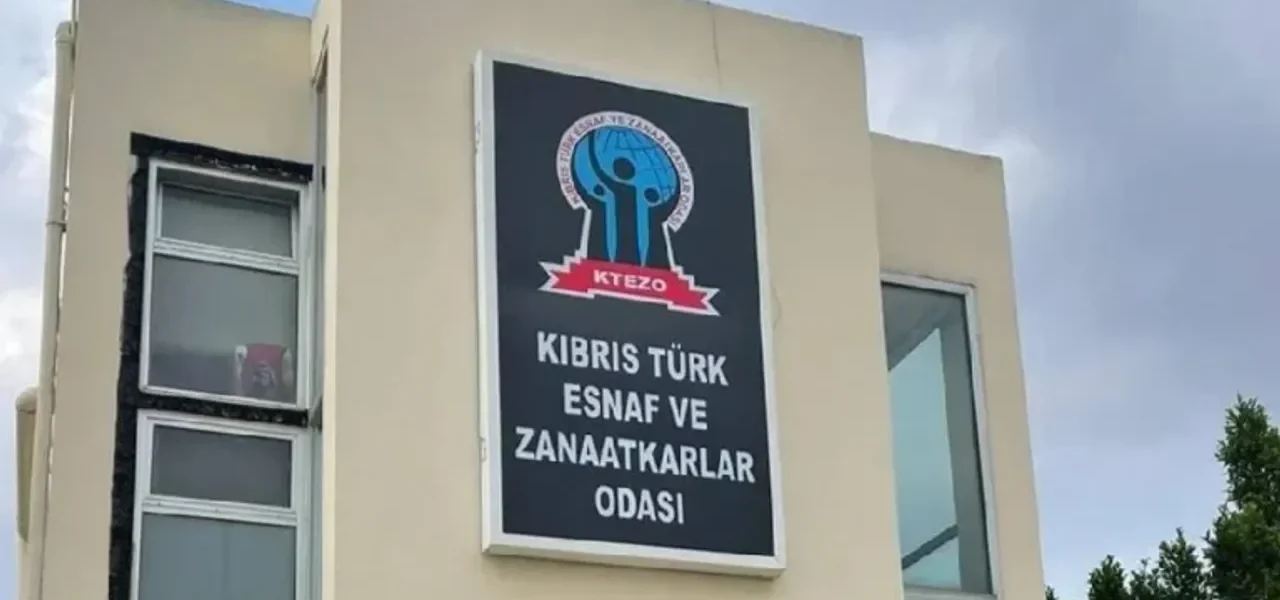 KIBRIS TÜRK ESNAF VE ZANAATKARLAR ODASI
KTEZO
KIBRIS TÜRK
ESNAF VE
ZANAATKARLAR
ODASI